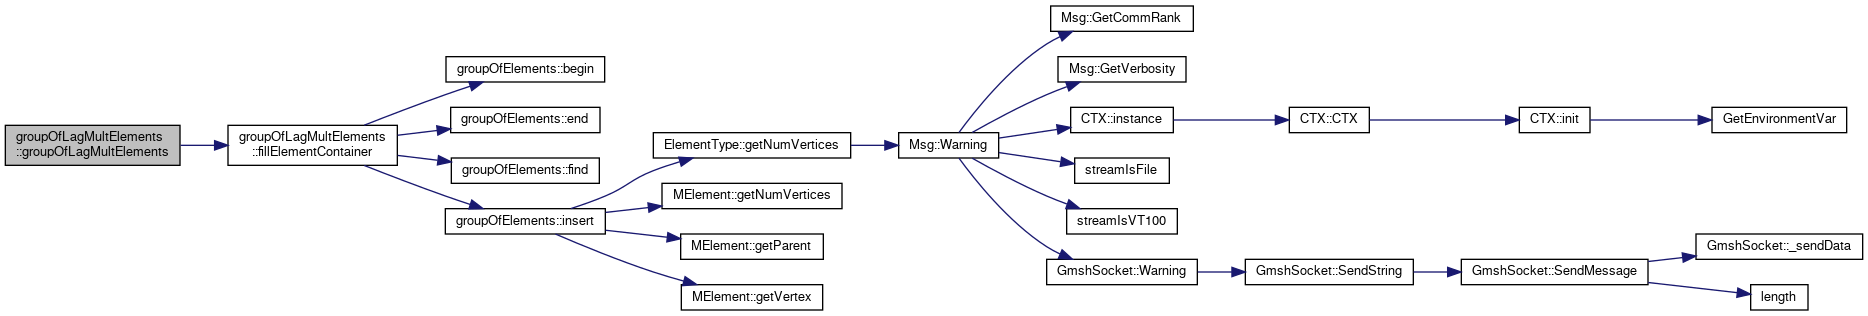 groupOfLagMultElements
::groupOfLagMultElements
groupOfLagMultElements
::fillElementContainer
groupOfElements::begin
groupOfElements::end
groupOfElements::find
groupOfElements::insert
ElementType::getNumVertices
MElement::getNumVertices
MElement::getParent
MElement::getVertex
Msg::Warning
Msg::GetCommRank
Msg::GetVerbosity
CTX::instance
streamIsFile
streamIsVT100
GmshSocket::Warning
CTX::CTX
CTX::init
GetEnvironmentVar
GmshSocket::SendString
GmshSocket::SendMessage
GmshSocket::_sendData
length